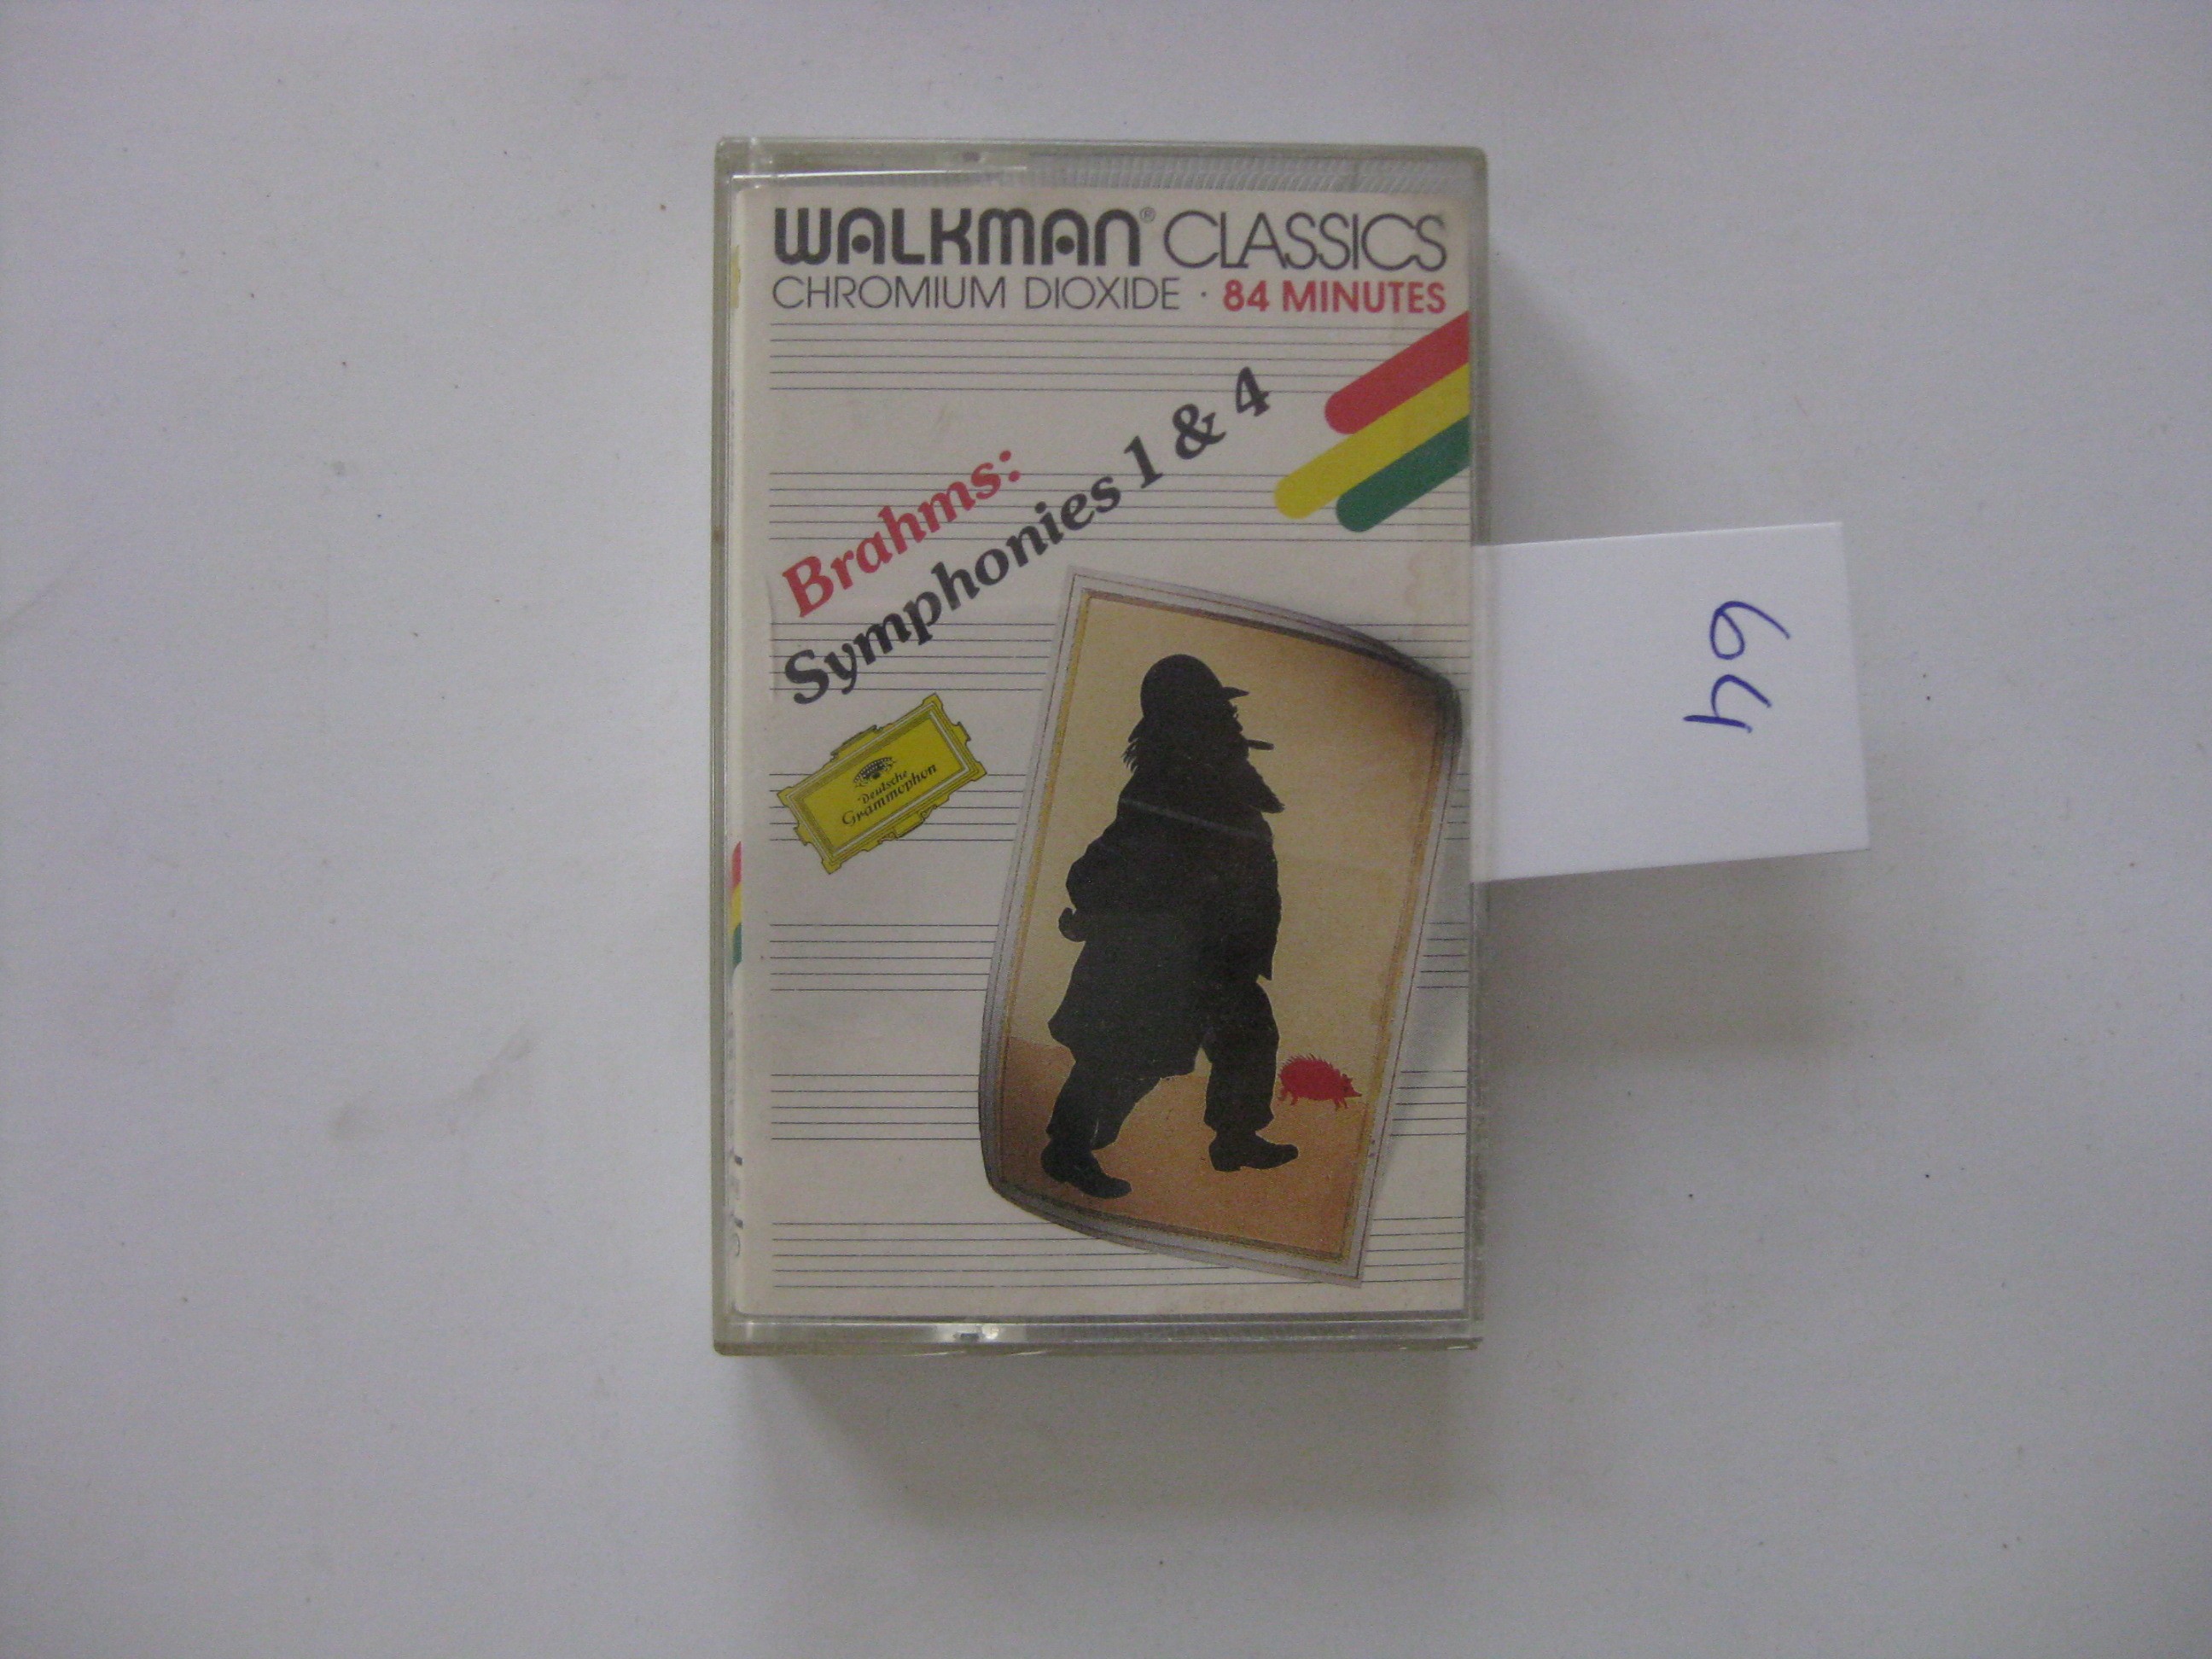 WALKMAN® CLASSICS
CHROMIUM DIOXIDE · 84 MINUTES
Brahms:
Symphonies 1 & 4
Deutsche
Grammophon
64